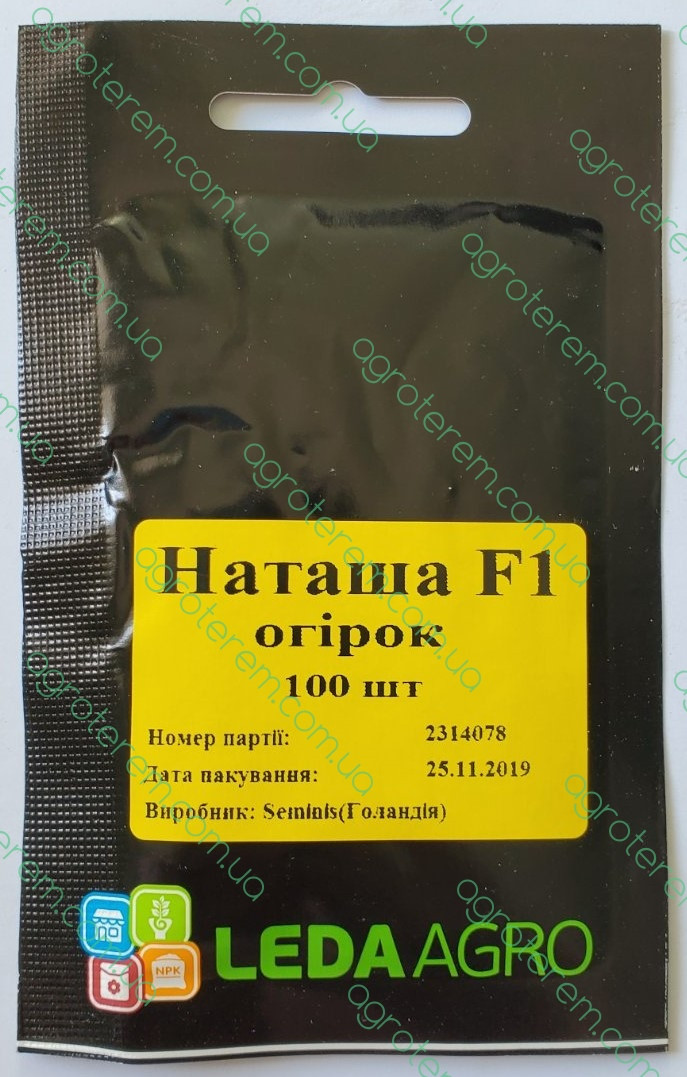 Наташа F1
огірок
100 шт
Номер партії: 2314078
Дата пакування: 25.11.2019
Виробник: Seminis(Голандія)
NPK
LEDA AGRO
agroterem.com.ua